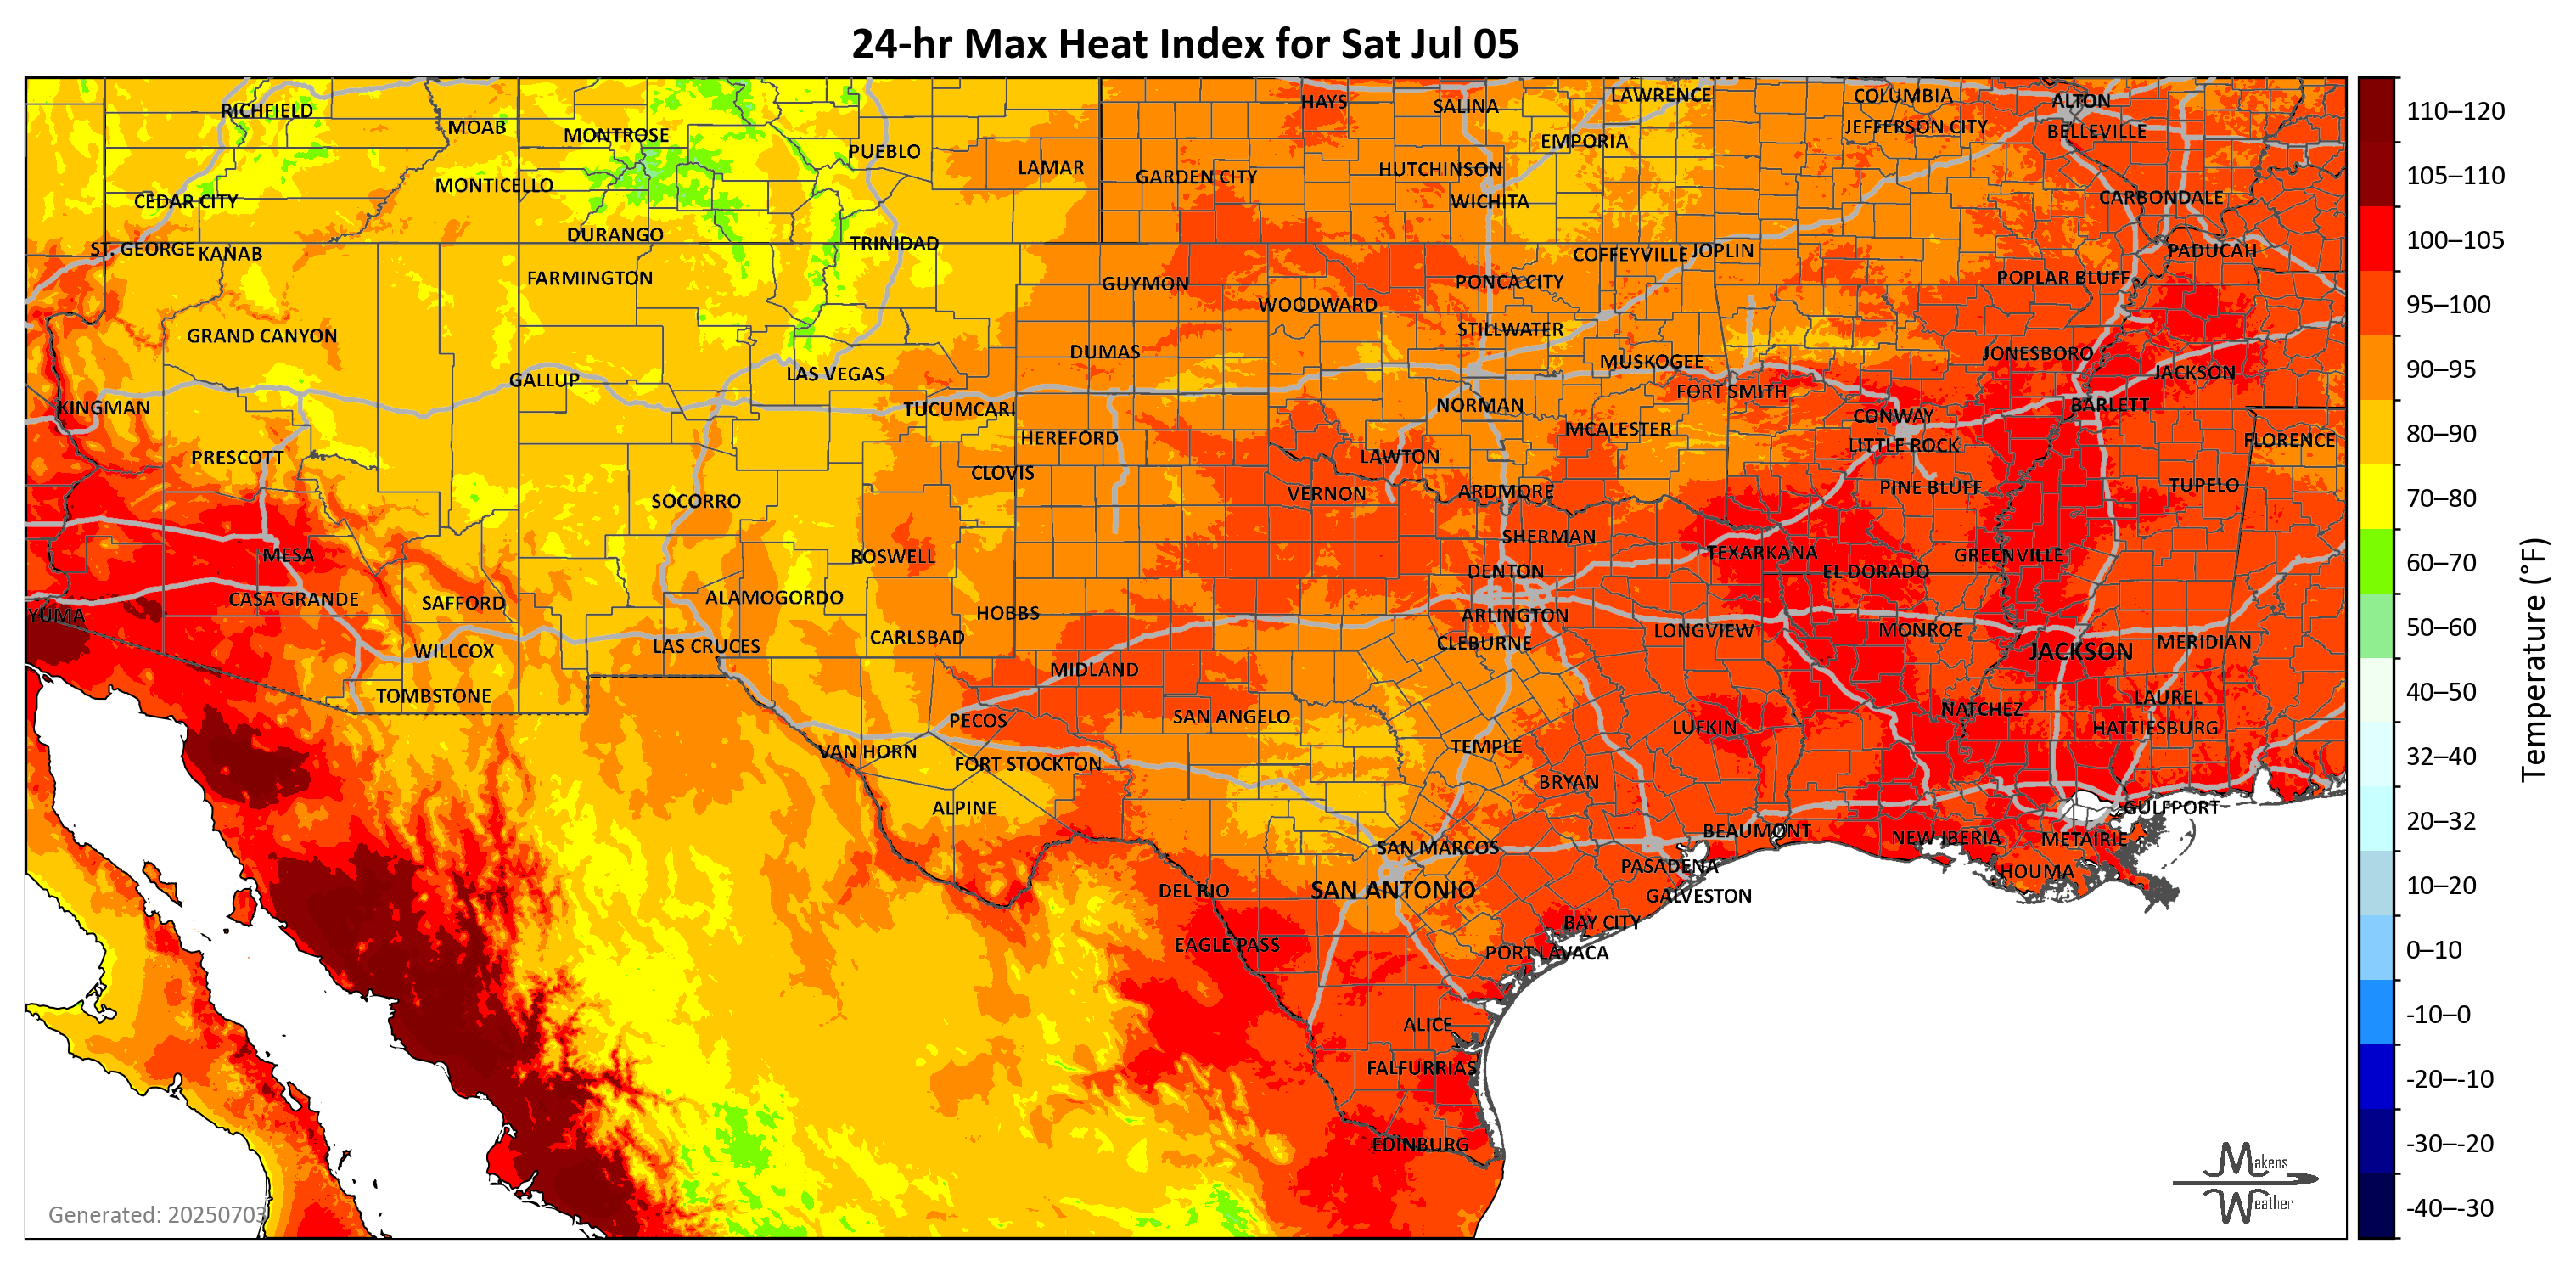 24-hr Max Heat Index for Sat Jul 05
RICHFIELD
MOAB
MONTROSE
PUEBLO
LAMAR
HAYS
SALINA
LAWRENCE
COLUMBIA
ALTON
EMPORIA
JEFFERSON CITY
BELLEVILLE
CEDAR CITY
MONTICELLO
GARDEN CITY
HUTCHINSON
WICHITA
CARBONDALE
ST. GEORGE
KANAB
DURANGO
TRINIDAD
COFFEYVILLE
JOPLIN
PADUCAH
FARMINGTON
GUYMON
WOODWARD
PONCA CITY
POPLAR BLUFF
GRAND CANYON
STILLWATER
DUMAS
MUSKOGEE
JONESBORO
GALLUP
LAS VEGAS
FORT SMITH
JACKSON
KINGMAN
TUCUMCARI
NORMAN
CONWAY
BARLETT
HEREFORD
MCALESTER
LITTLE ROCK
FLORENCE
PRESCOTT
CLOVIS
LAWTON
SOCORRO
VERNON
ARDMORE
PINE BLUFF
TUPELO
MESA
ROSWELL
SHERMAN
TEXARKANA
GREENVILLE
DENTON
EL DORADO
YUMA
CASA GRANDE
SAFFORD
ALAMOGORDO
HOBBS
ARLINGTON
WILLCOX
LAS CRUCES
CARLSBAD
CLEBURNE
LONGVIEW
MONROE
JACKSON
MERIDIAN
TOMBSTONE
MIDLAND
PECOS
SAN ANGELO
LUFKIN
NATCHEZ
LAUREL
HATTIESBURG
VAN HORN
FORT STOCKTON
TEMPLE
ALPINE
BRYAN
GULFPORT
SAN MARCOS
BEAUMONT
NEW IBERIA
METAIRIE
DEL RIO
SAN ANTONIO
PASADENA
HOUMA
GALVESTON
EAGLE PASS
BAY CITY
PORT LAVACA
ALICE
FALFURRIAS
EDINBURG
Generated: 20250703
Makens
Weather
110–120
105–110
100–105
95–100
90–95
80–90
70–80
60–70
50–60
40–50
32–40
20–32
10–20
0–10
-10–0
-20–-10
-30–-20
-40–-30
Temperature (°F)